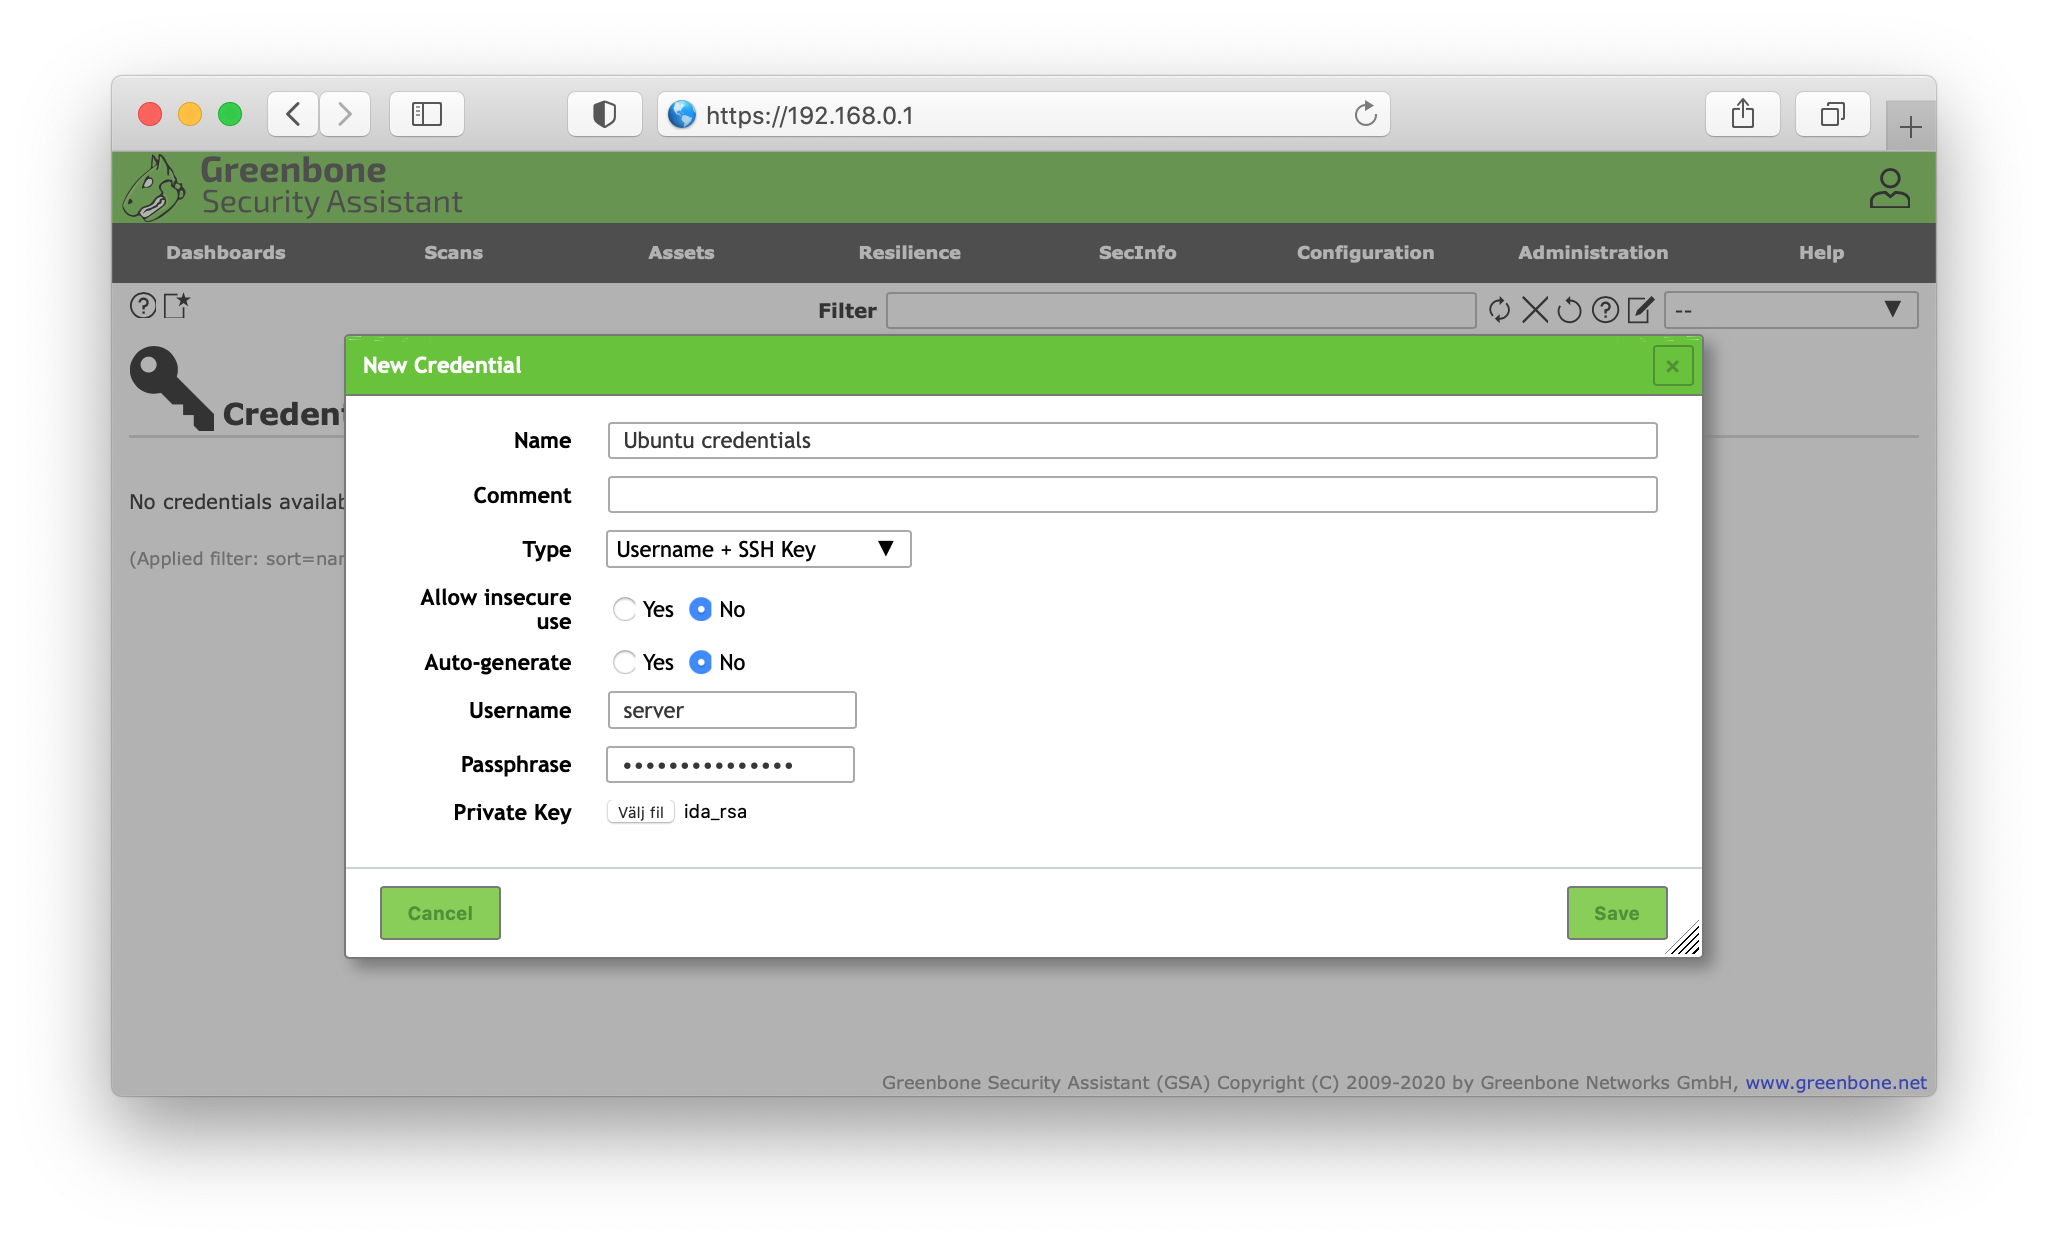 https://192.168.0.1
Greenbone
Security Assistant
Dashboards Scans Assets Resilience SecInfo Configuration Administration Help
Filter --
New Credential
Creden
Name Ubuntu credentials
Comment
No credentials availab
Type Username + SSH Key
(Applied filter: sort=nar
Allow insecure
use Yes No
Auto-generate Yes No
Username server
Passphrase •••••••••••••••
Private Key Välj fil ida_rsa
Cancel Save
Greenbone Security Assistant (GSA) Copyright (C) 2009-2020 by Greenbone Networks GmbH, www.greenbone.net